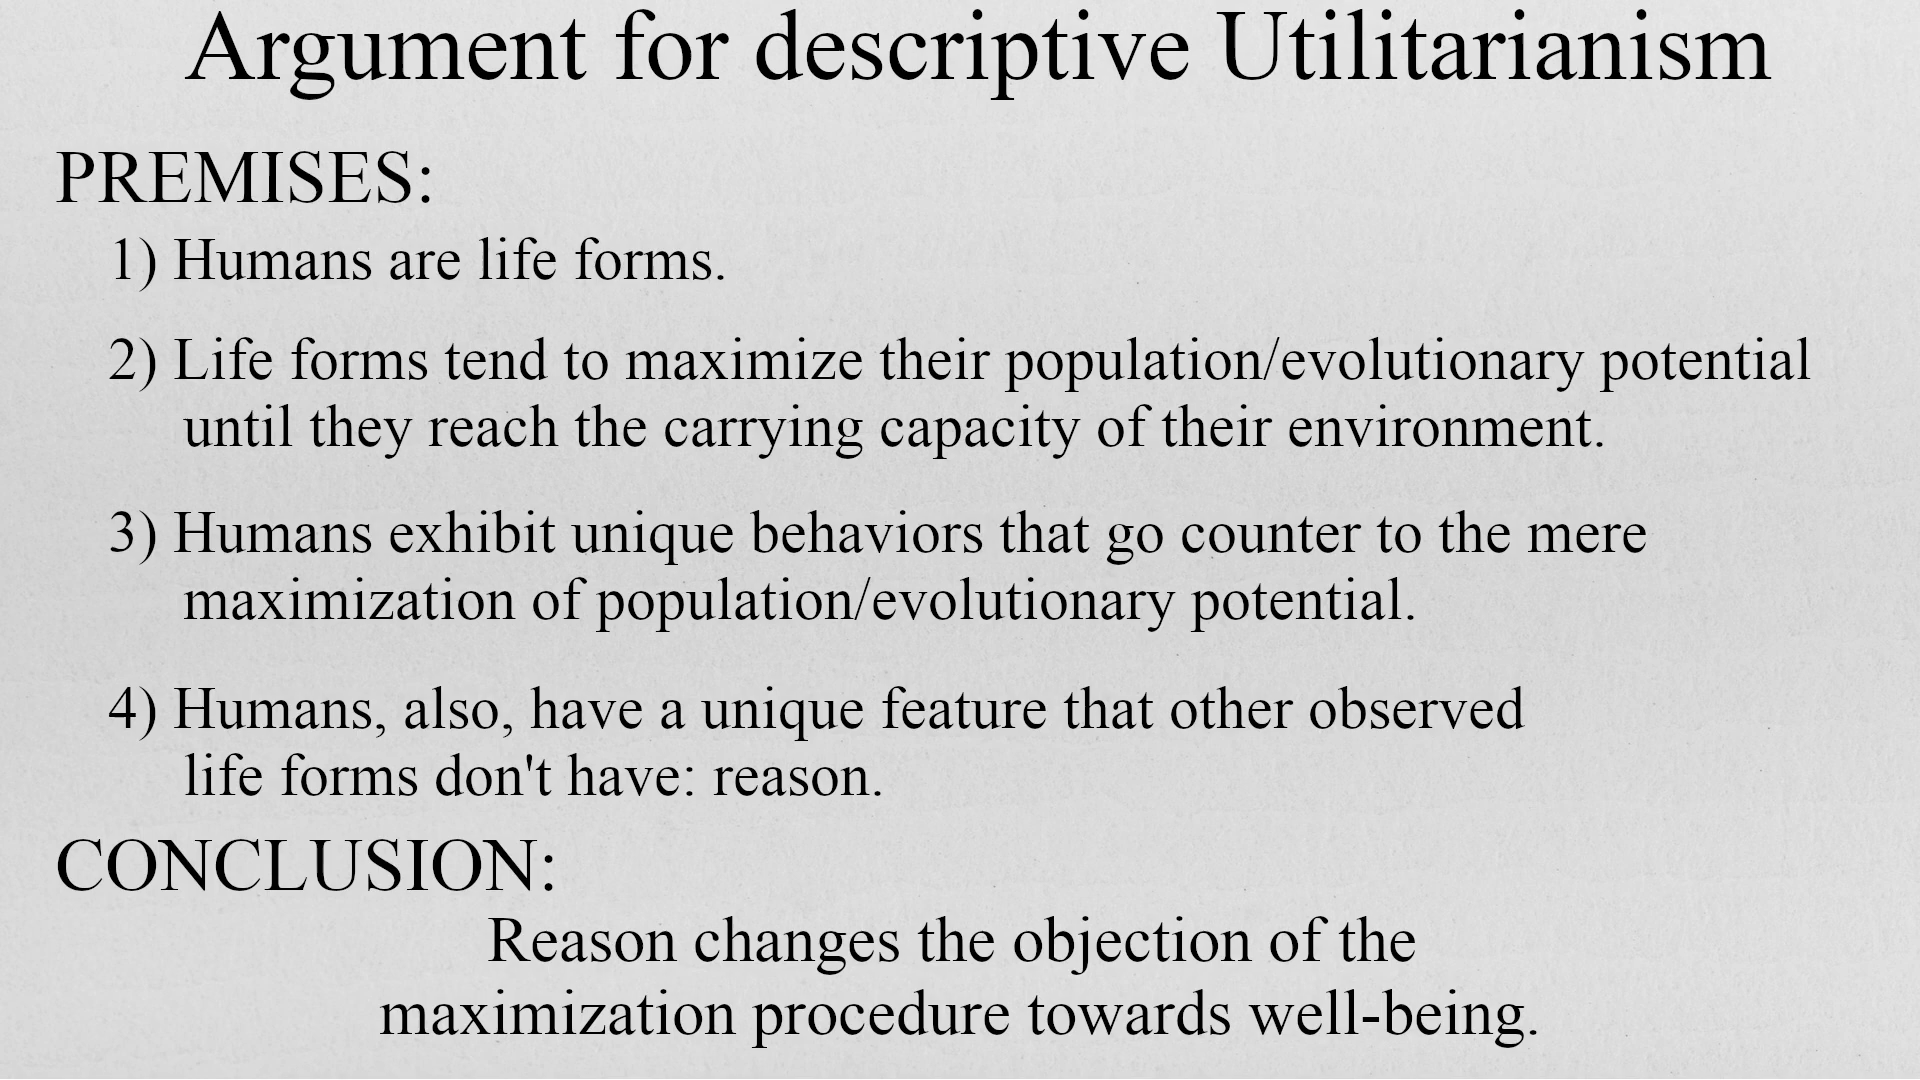 Argument for descriptive Utilitarianism
PREMISES:
1) Humans are life forms.
2) Life forms tend to maximize their population/evolutionary potential
until they reach the carrying capacity of their environment.
3) Humans exhibit unique behaviors that go counter to the mere
maximization of population/evolutionary potential.
4) Humans, also, have a unique feature that other observed
life forms don't have: reason.
CONCLUSION:
Reason changes the objection of the
maximization procedure towards well-being.